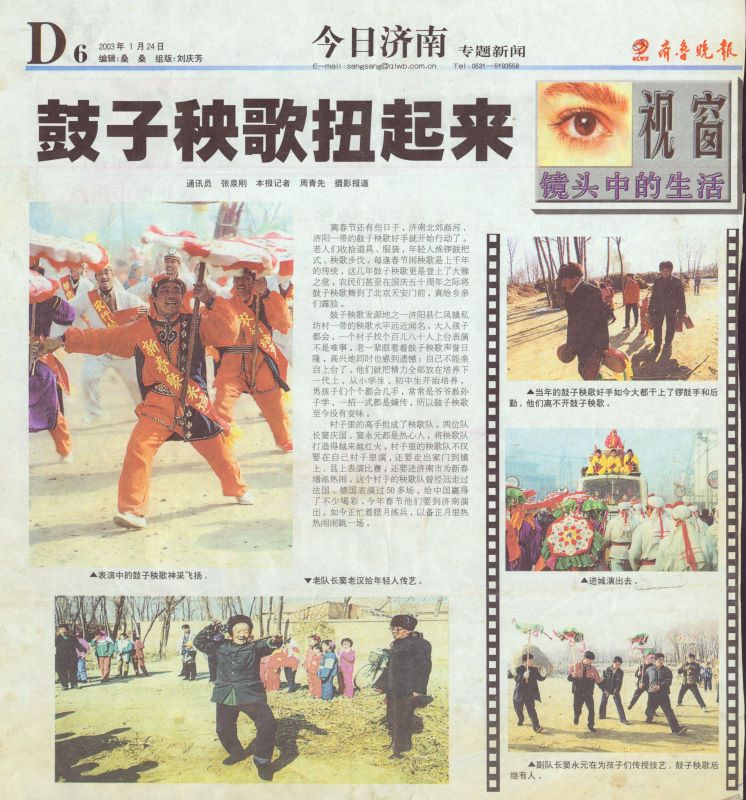 D6
2003年1月24日
编辑:桑 桑 组版:刘庆芳
今日济南 专题新闻
E-mail:sangsang@qlwb.com.cn Tel:0531—5193558
齐鲁晚报
鼓子秧歌扭起来
视窗
镜头中的生活
通讯员 张泉刚 本报记者 周青先 摄影报道
离春节还有些日子,济南北郊商河、
济阳一带的鼓子秧歌好手就开始行动了。
老人们收拾道具、服装,年轻人练锣鼓把
式,秧歌步伐,每逢春节闹秧歌是上千年
的传统,这几年鼓子秧歌更是登上了大雅
之堂,农民们甚至在国庆五十周年之际将
鼓子秧歌舞到了北京天安门前,真给乡亲
们露脸。
鼓子秧歌发源地之一济阳县仁风镇私
坊村一带的秧歌水平远近闻名,大人孩子
都会,一个村子找个百儿八十人上台表演
不是难事。老一辈眼看着鼓子秧歌声誉日
隆,高兴地同时也感到遗憾:自己不能亲
自上台了,他们就把精力全部放在培养下
一代上,从小学生、初中生开始培养,
男孩子们个个都会几手,常常是爷爷教孙
子学,一招一式都是嫡传,所以鼓子秧歌
至今没有变味。
村子里的高手组成了秧歌队,两位队
长窦庆国、窦永元都是热心人,将秧歌队
打造得越来越红火。村子里的秧歌队不仅
要在自己村子里演,还要走出家门到镇
上、县上表演比赛,还要进济南市为新春
增添热闹。这个村子的秧歌队曾经远走过
法国、德国表演过50多场,给中国赢得
了不少喝彩。今年春节他们要到济南演
出,如今正忙着腊月练兵,以备正月里热
热闹闹跳一场。
▲当年的鼓子秧歌好手如今大都干上了锣鼓手和后
勤,他们离不开鼓子秧歌。
▲进城演出去。
▲表演中的鼓子秧歌神采飞扬。
▼老队长窦老汉给年轻人传艺。
▲副队长窦永元在为孩子们传授技艺,鼓子秧歌后
继有人。